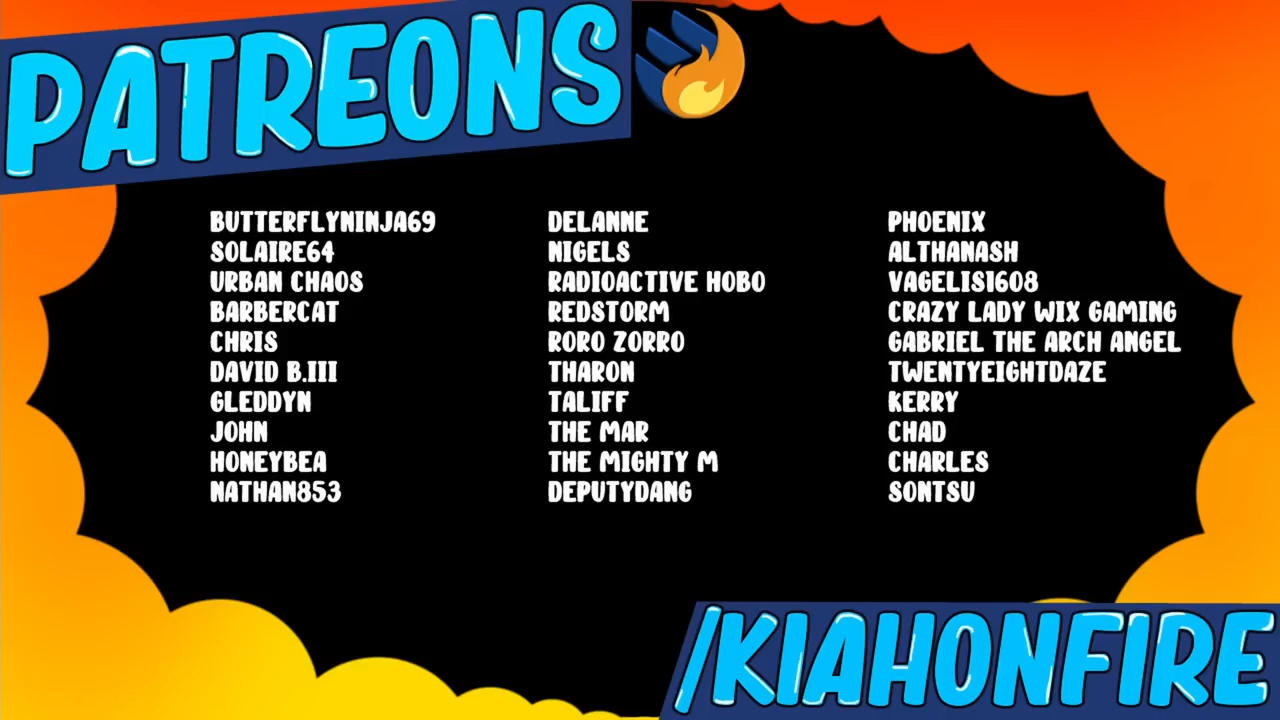 PATREONS
BUTTERFLYNINJA69
SOLAIRE64
URBAN CHAOS
BARBERCAT
CHRIS
DAVID B.III
GLEDDYN
JOHN
HONEYBEA
NATHAN853
DELANNE
NIGELS
RADIOACTIVE HOBO
REDSTORM
RORO ZORRO
THARON
TALIFF
THE MAR
THE MIGHTY M
DEPUTYDANG
PHOENIX
ALTHANASH
VAGELIS1608
CRAZY LADY WIX GAMING
GABRIEL THE ARCH ANGEL
TWENTYEIGHTDAZE
KERRY
CHAD
CHARLES
SONTSU
/KIAHONFIRE